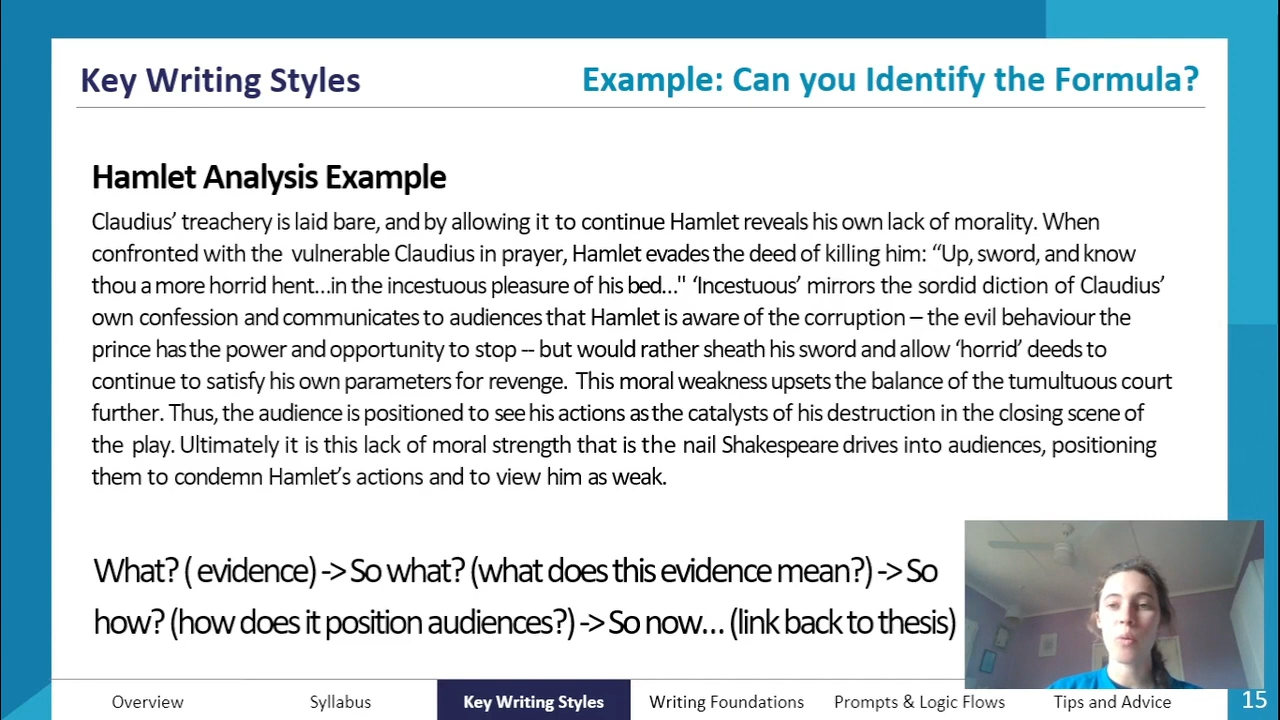 Key Writing Styles
Example: Can you Identify the Formula?
Hamlet Analysis Example
Claudius’ treachery is laid bare, and by allowing it to continue Hamlet reveals his own lack of morality. When
confronted with the vulnerable Claudius in prayer, Hamlet evades the deed of killing him: “Up, sword, and know
thou a more horrid hent...in the incestuous pleasure of his bed..." ‘Incestuous’ mirrors the sordid diction of Claudius’
own confession and communicates to audiences that Hamlet is aware of the corruption – the evil behaviour the
prince has the power and opportunity to stop -- but would rather sheath his sword and allow ‘horrid’ deeds to
continue to satisfy his own parameters for revenge. This moral weakness upsets the balance of the tumultuous court
further. Thus, the audience is positioned to see his actions as the catalysts of his destruction in the closing scene of
the play. Ultimately it is this lack of moral strength that is the nail Shakespeare drives into audiences, positioning
them to condemn Hamlet’s actions and to view him as weak.
What? ( evidence) -> So what? (what does this evidence mean?) -> So
how? (how does it position audiences?) -> So now... (link back to thesis)
Overview Syllabus Key Writing Styles Writing Foundations Prompts & Logic Flows Tips and Advice 15